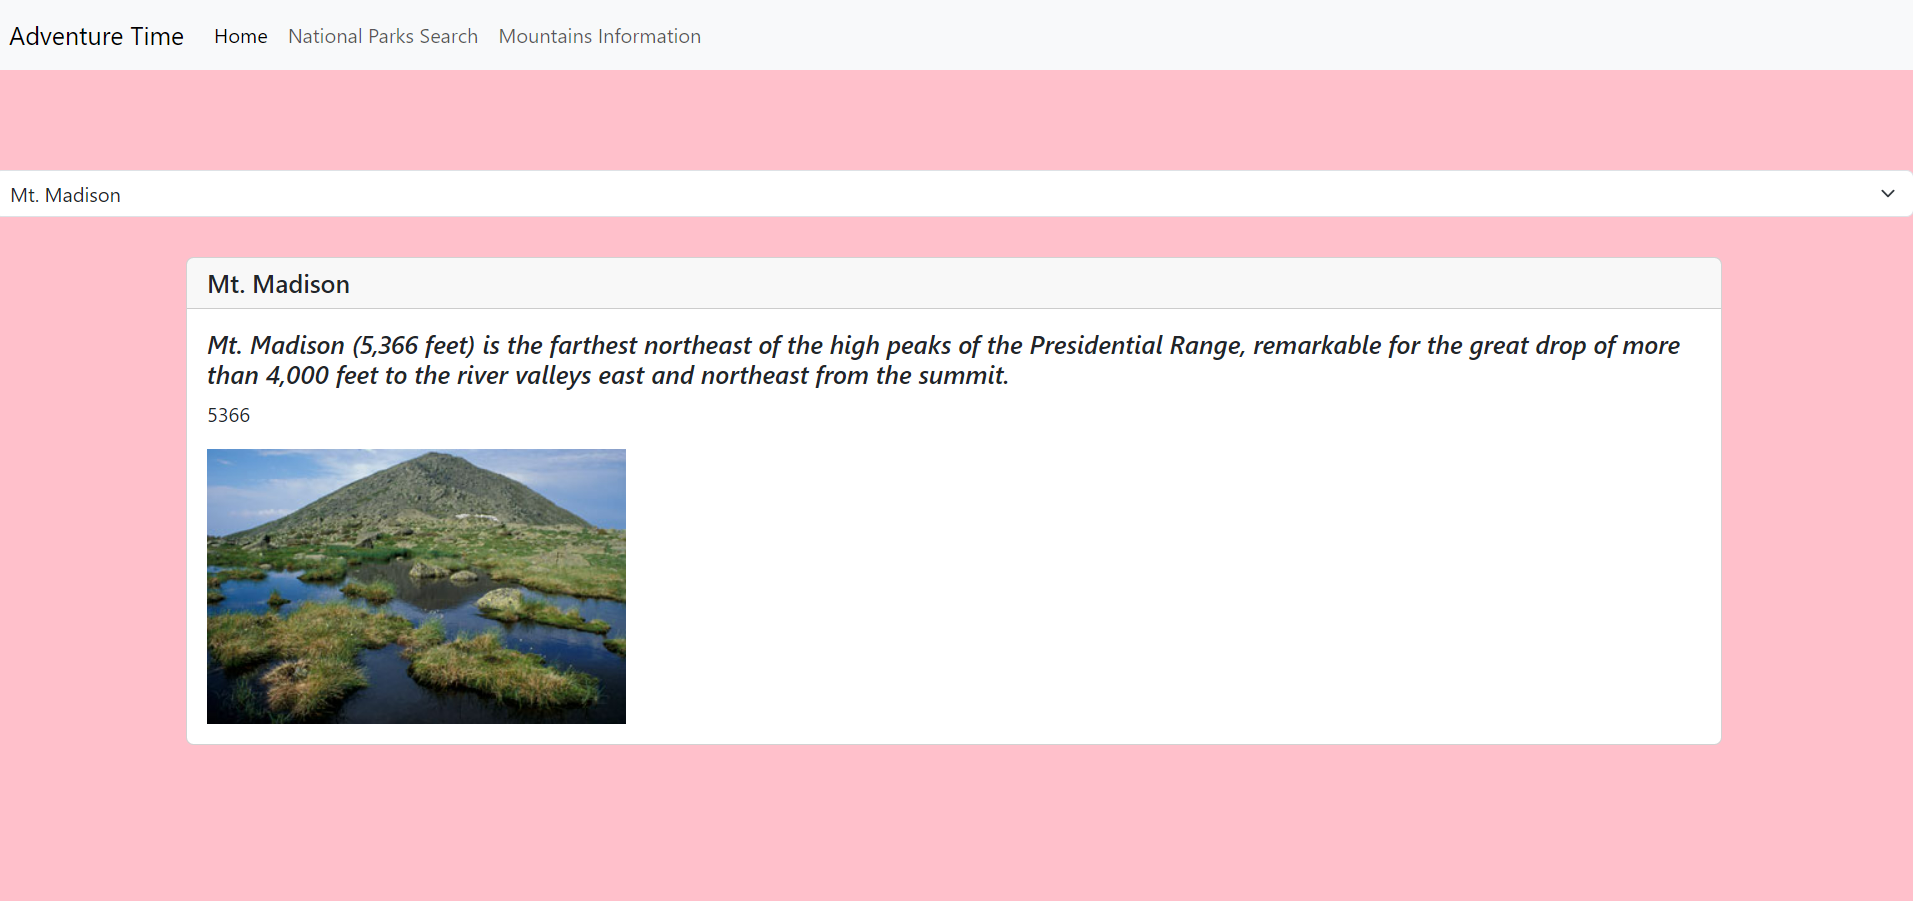 Adventure Time Home National Parks Search Mountains Information
Mt. Madison
Mt. Madison
Mt. Madison (5,366 feet) is the farthest northeast of the high peaks of the Presidential Range, remarkable for the great drop of more
than 4,000 feet to the river valleys east and northeast from the summit.
5366